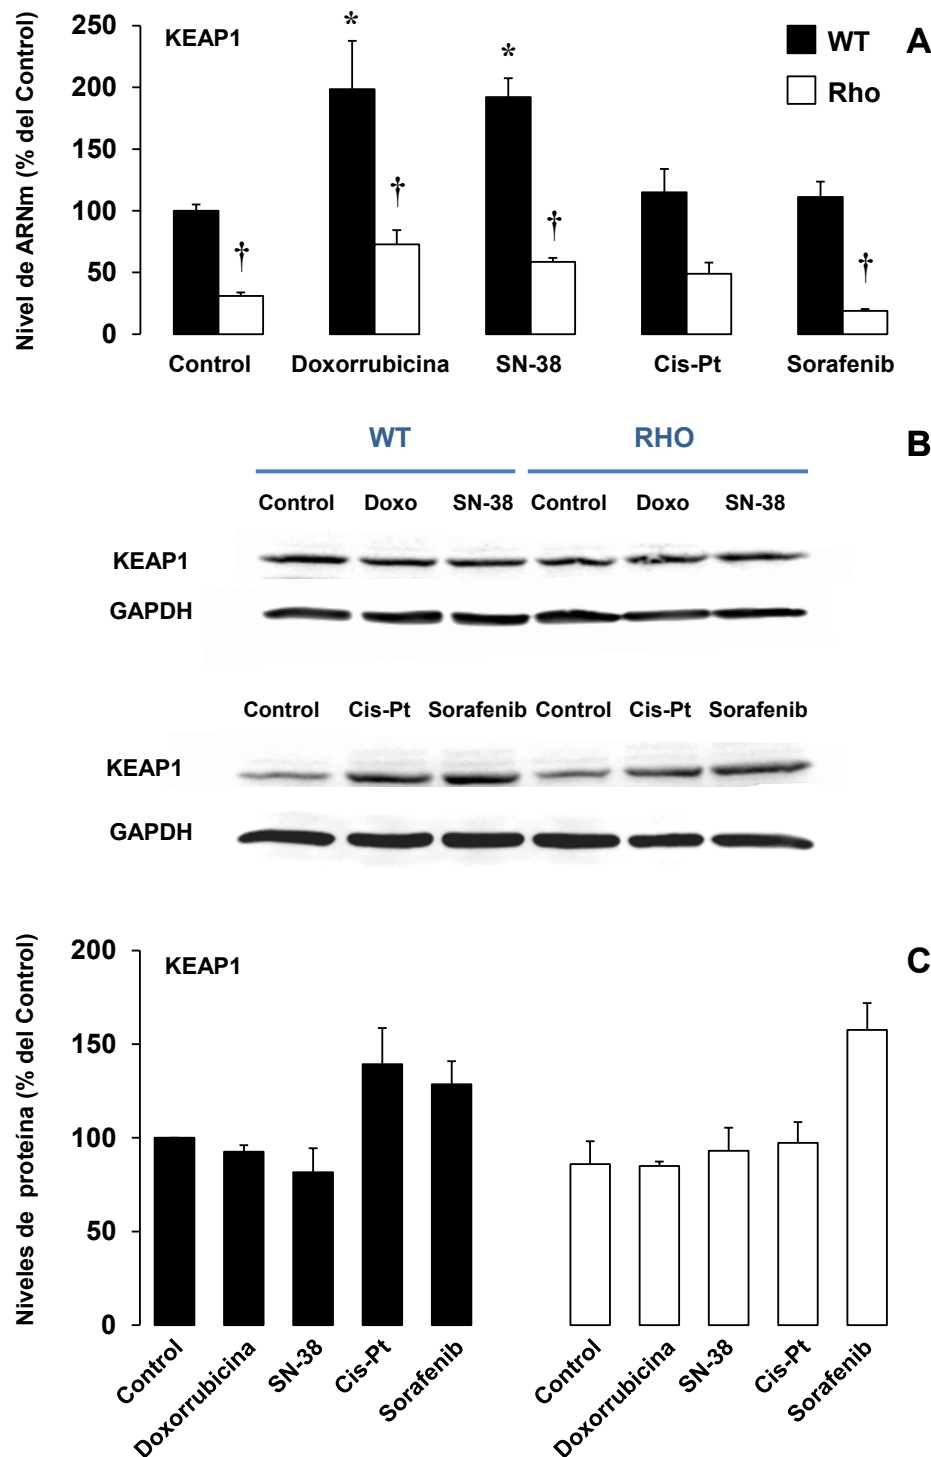 250
KEAP1
*
*
WT
A
200
Rho
150
†
100
†
†
50
†
0
Nivel de ARNm (% del Control)
Control Doxorrubicina SN-38 Cis-Pt Sorafenib
WT RHO
B
Control Doxo SN-38 Control Doxo SN-38
KEAP1
GAPDH
Control Cis-Pt Sorafenib Control Cis-Pt Sorafenib
KEAP1
GAPDH
200
KEAP1
C
150
100
50
0
Niveles de proteína (% del Control)
Control Doxorrubicina SN-38 Cis-Pt Sorafenib Control Doxorrubicina SN-38 Cis-Pt Sorafenib